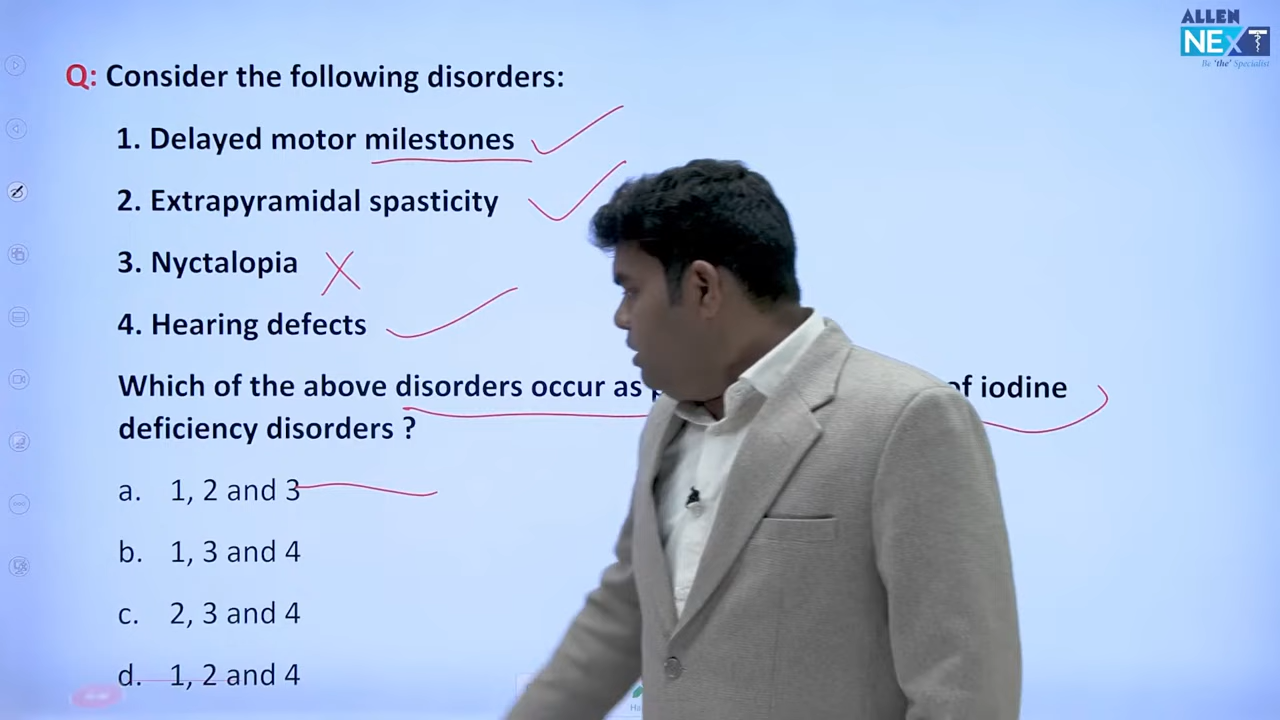 ALLEN
NEXT
Be 'the' Specialist
Q: Consider the following disorders:
1. Delayed motor milestones
2. Extrapyramidal spasticity
3. Nyctalopia
4. Hearing defects
Which of the above disorders occur as of iodine
deficiency disorders ?
a. 1, 2 and 3
b. 1, 3 and 4
c. 2, 3 and 4
d. 1, 2 and 4